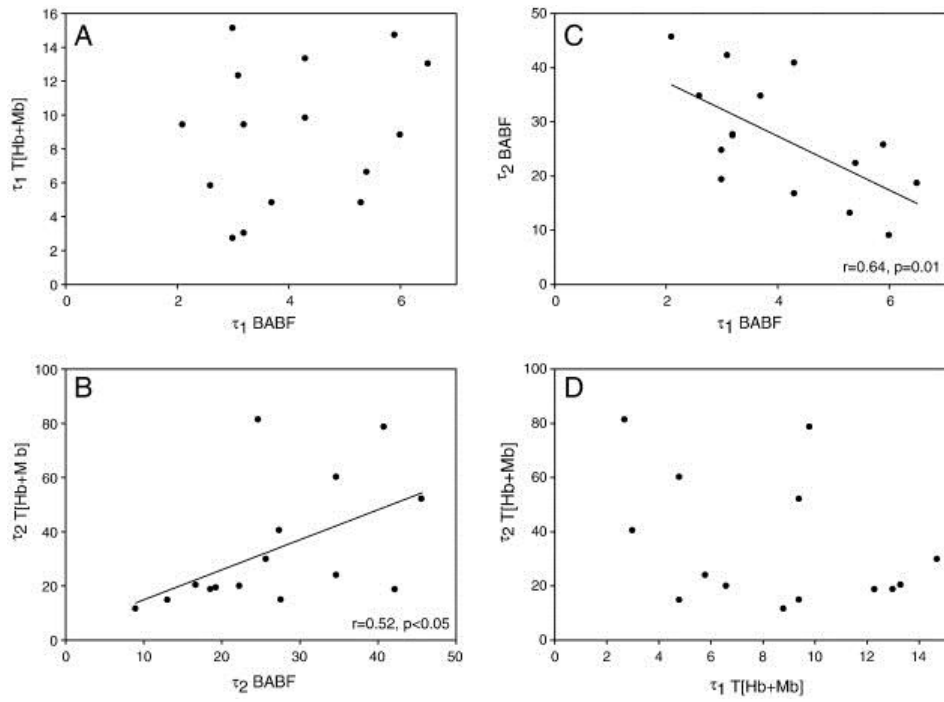 A
τ1 T[Hb+Mb]
16
14
12
10
8
6
4
2
0
0 2 4 6
τ1 BABF
C
τ2 BABF
50
40
30
20
10
0
r=0.64, p=0.01
0 2 4 6
τ1 BABF
B
τ2 T[Hb+M b]
100
80
60
40
20
0
r=0.52, p<0.05
0 10 20 30 40 50
τ2 BABF
D
τ2 T[Hb+Mb]
100
80
60
40
20
0
0 2 4 6 8 10 12 14
τ1 T[Hb+Mb]